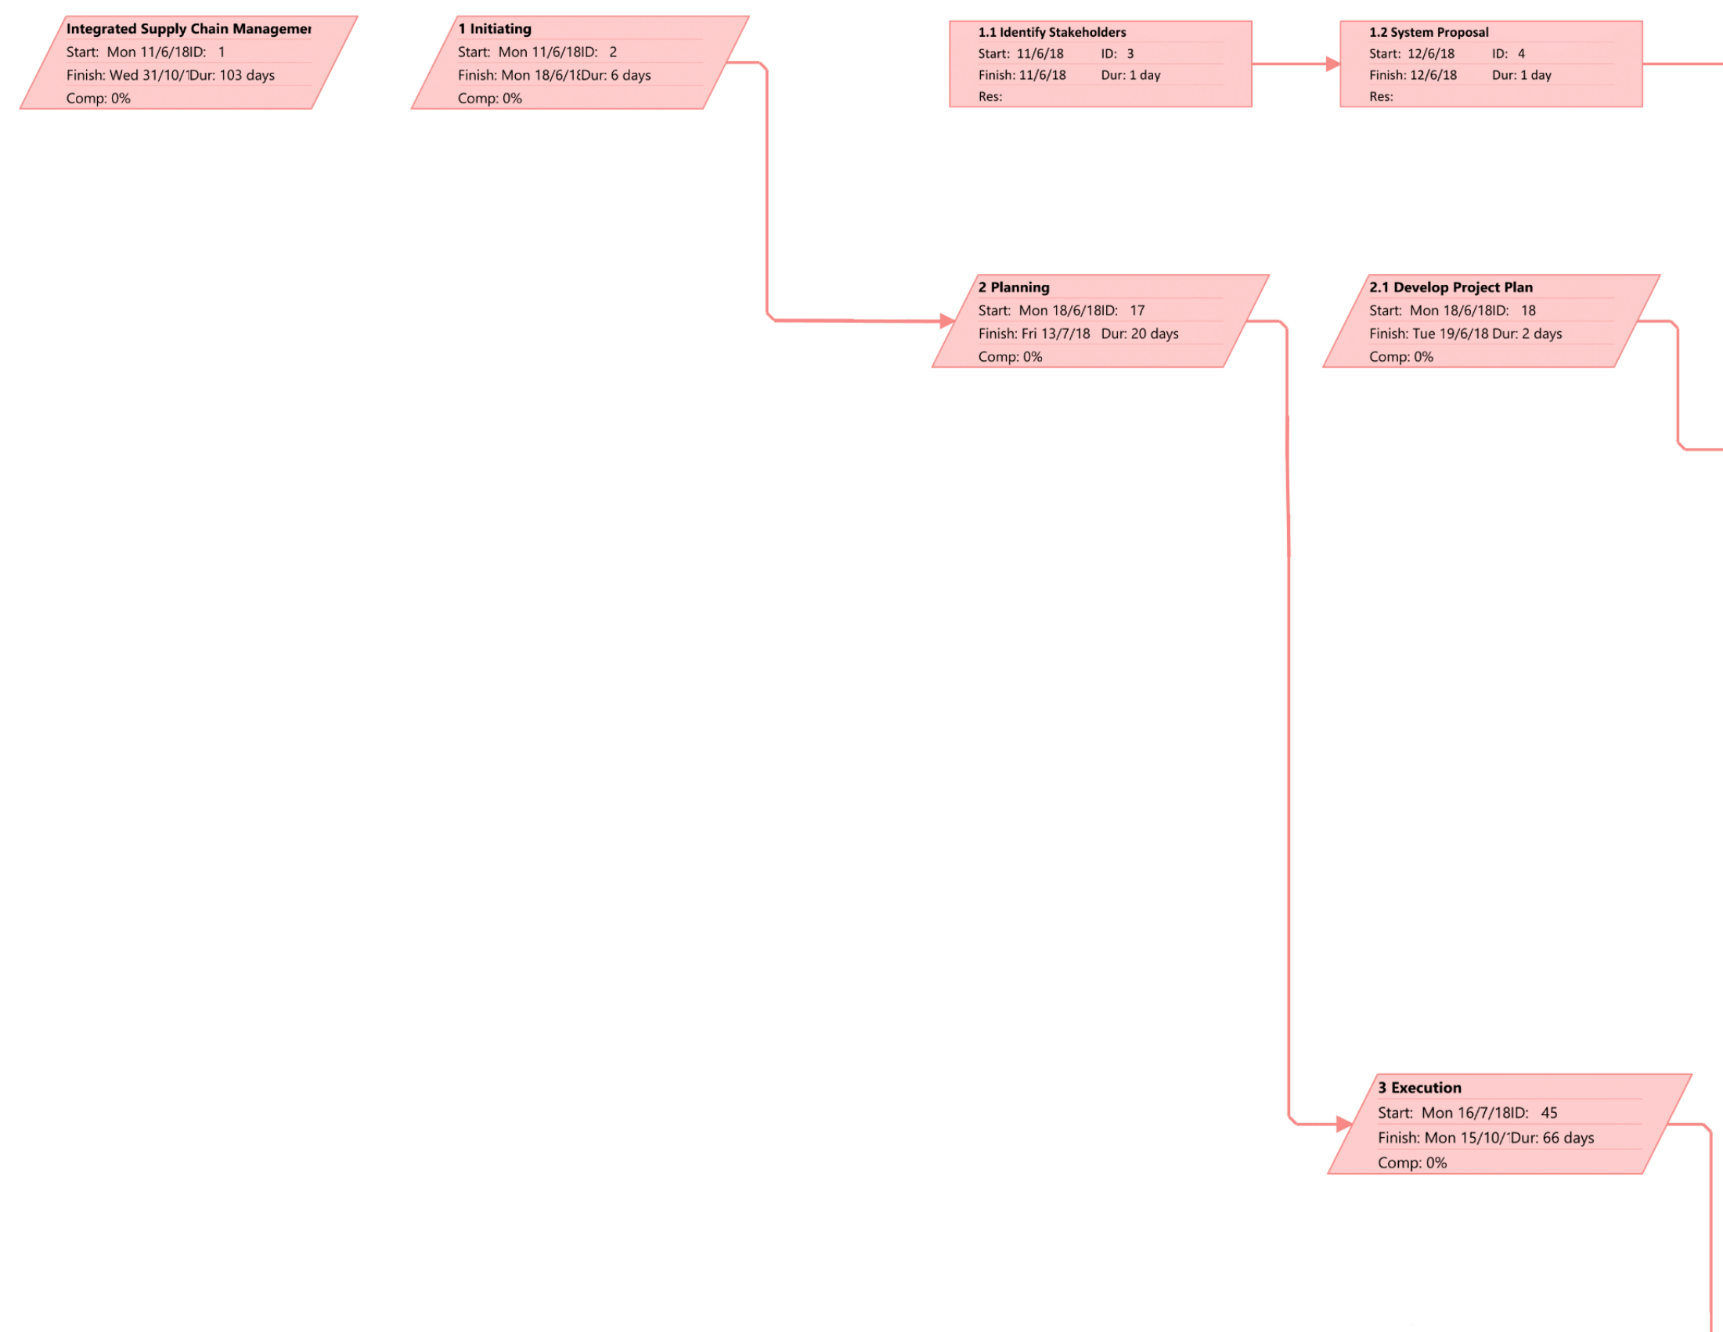 Integrated Supply Chain Managemer
Start: Mon 11/6/18ID: 1
Finish: Wed 31/10/1Dur: 103 days
Comp: 0%
1 Initiating
Start: Mon 11/6/18ID: 2
Finish: Mon 18/6/18Dur: 6 days
Comp: 0%
1.1 Identify Stakeholders
Start: 11/6/18 ID: 3
Finish: 11/6/18 Dur: 1 day
Res:
1.2 System Proposal
Start: 12/6/18 ID: 4
Finish: 12/6/18 Dur: 1 day
Res:
2 Planning
Start: Mon 18/6/18ID: 17
Finish: Fri 13/7/18 Dur: 20 days
Comp: 0%
2.1 Develop Project Plan
Start: Mon 18/6/18ID: 18
Finish: Tue 19/6/18 Dur: 2 days
Comp: 0%
3 Execution
Start: Mon 16/7/18ID: 45
Finish: Mon 15/10/1Dur: 66 days
Comp: 0%